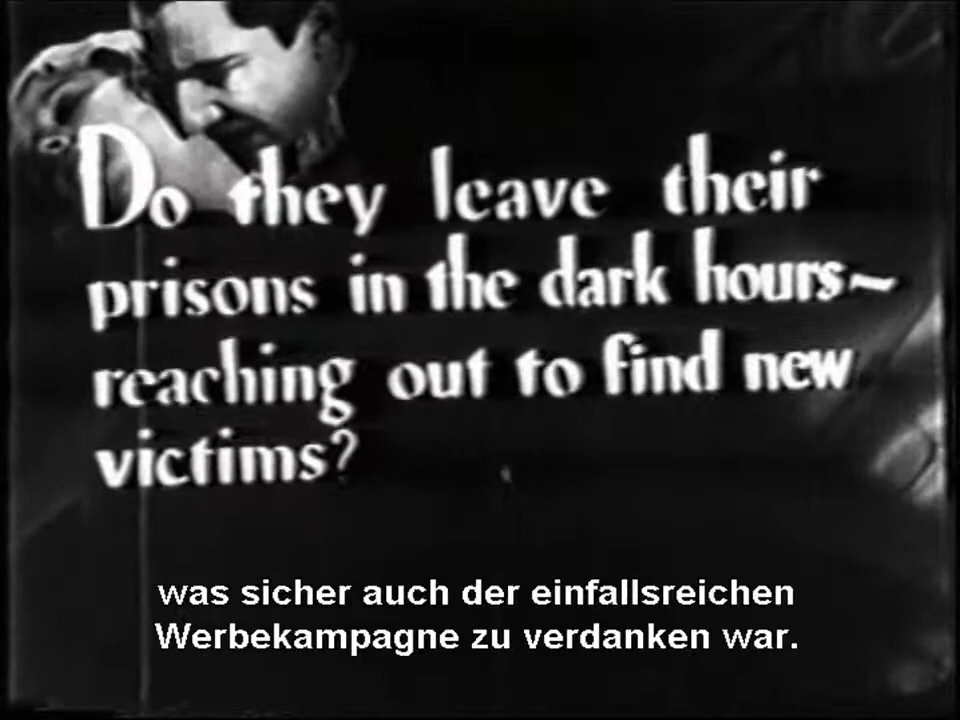 Do they leave their
prisons in the dark hours~
reaching out to find new
victims?
was sicher auch der einfallsreichen
Werbekampagne zu verdanken war.